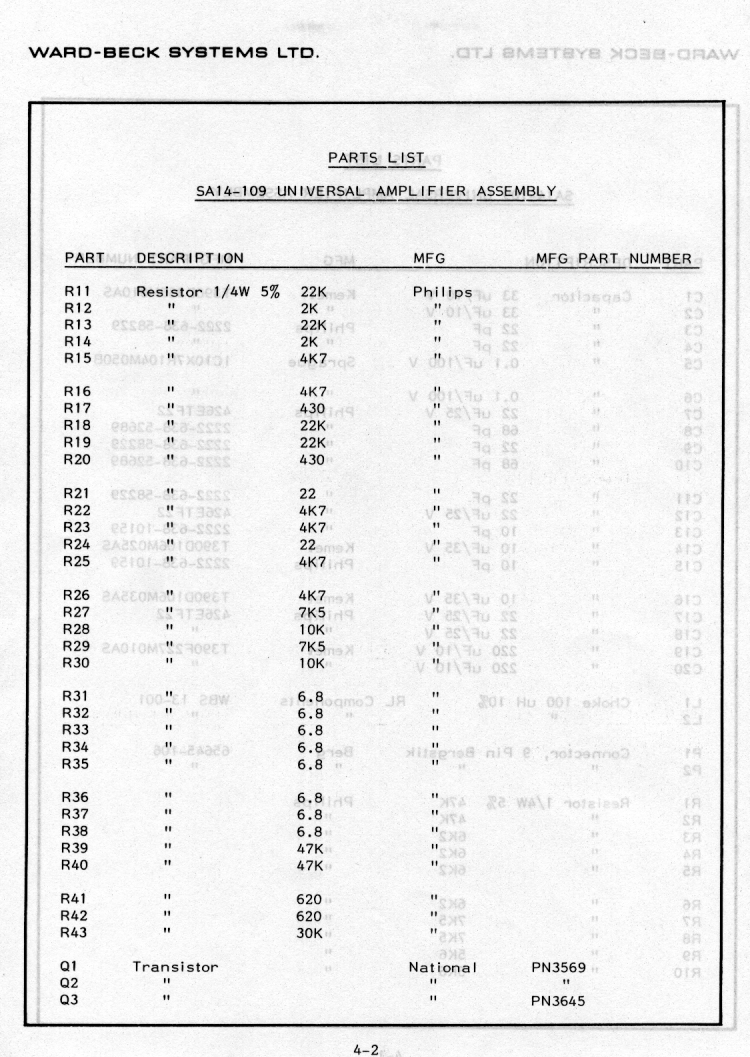 WARD-BECK SYSTEMS LTD.
PARTS LIST
SA14-109 UNIVERSAL AMPLIFIER ASSEMBLY
PART DESCRIPTION MFG MFG PART NUMBER
R11 Resistor 1/4W 5% 22K Philips
R12 " 2K "
R13 " 22K "
R14 " 2K "
R15 " 4K7 "
R16 " 4K7 "
R17 " 430 "
R18 " 22K "
R19 " 22K "
R20 " 430 "
R21 " 22 "
R22 " 4K7 "
R23 " 4K7 "
R24 " 22 "
R25 " 4K7 "
R26 " 4K7 "
R27 " 7K5 "
R28 " 10K "
R29 " 7K5 "
R30 " 10K "
R31 " 6.8 "
R32 " 6.8 "
R33 " 6.8 "
R34 " 6.8 "
R35 " 6.8 "
R36 " 6.8 "
R37 " 6.8 "
R38 " 6.8 "
R39 " 47K "
R40 " 47K "
R41 " 620 "
R42 " 620 "
R43 " 30K "
Q1 Transistor National PN3569
Q2 " " "
Q3 " " PN3645
4-2